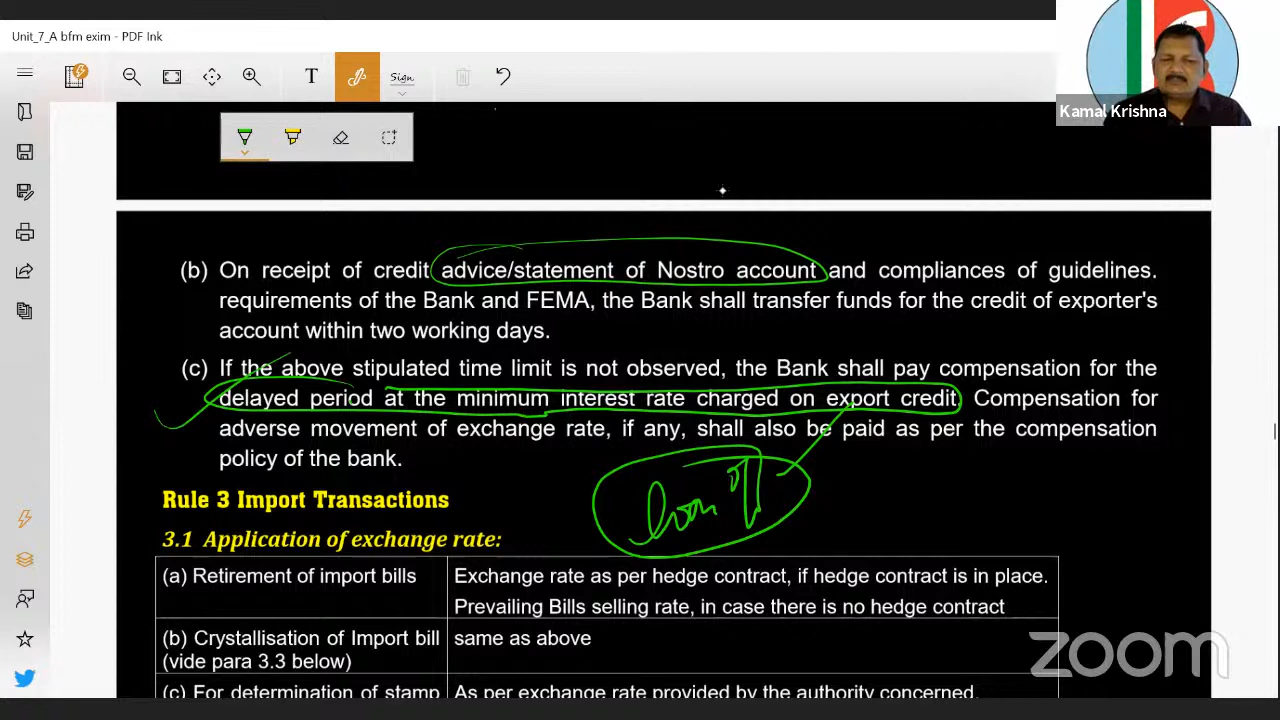 Unit_7_A bfm exim - PDF Ink
T
Sign
Kamal Krishna
(b) On receipt of credit advice/statement of Nostro account and compliances of guidelines.
requirements of the Bank and FEMA, the Bank shall transfer funds for the credit of exporter's
account within two working days.
(c) If the above stipulated time limit is not observed, the Bank shall pay compensation for the
delayed period at the minimum interest rate charged on export credit. Compensation for
adverse movement of exchange rate, if any, shall also be paid as per the compensation
policy of the bank.
Rule 3 Import Transactions
3.1 Application of exchange rate:
(a) Retirement of import bills
Exchange rate as per hedge contract, if hedge contract is in place.
Prevailing Bills selling rate, in case there is no hedge contract
(b) Crystallisation of Import bill
(vide para 3.3 below)
same as above
(c) For determination of stamp
As per exchange rate provided by the authority concerned.
zoom